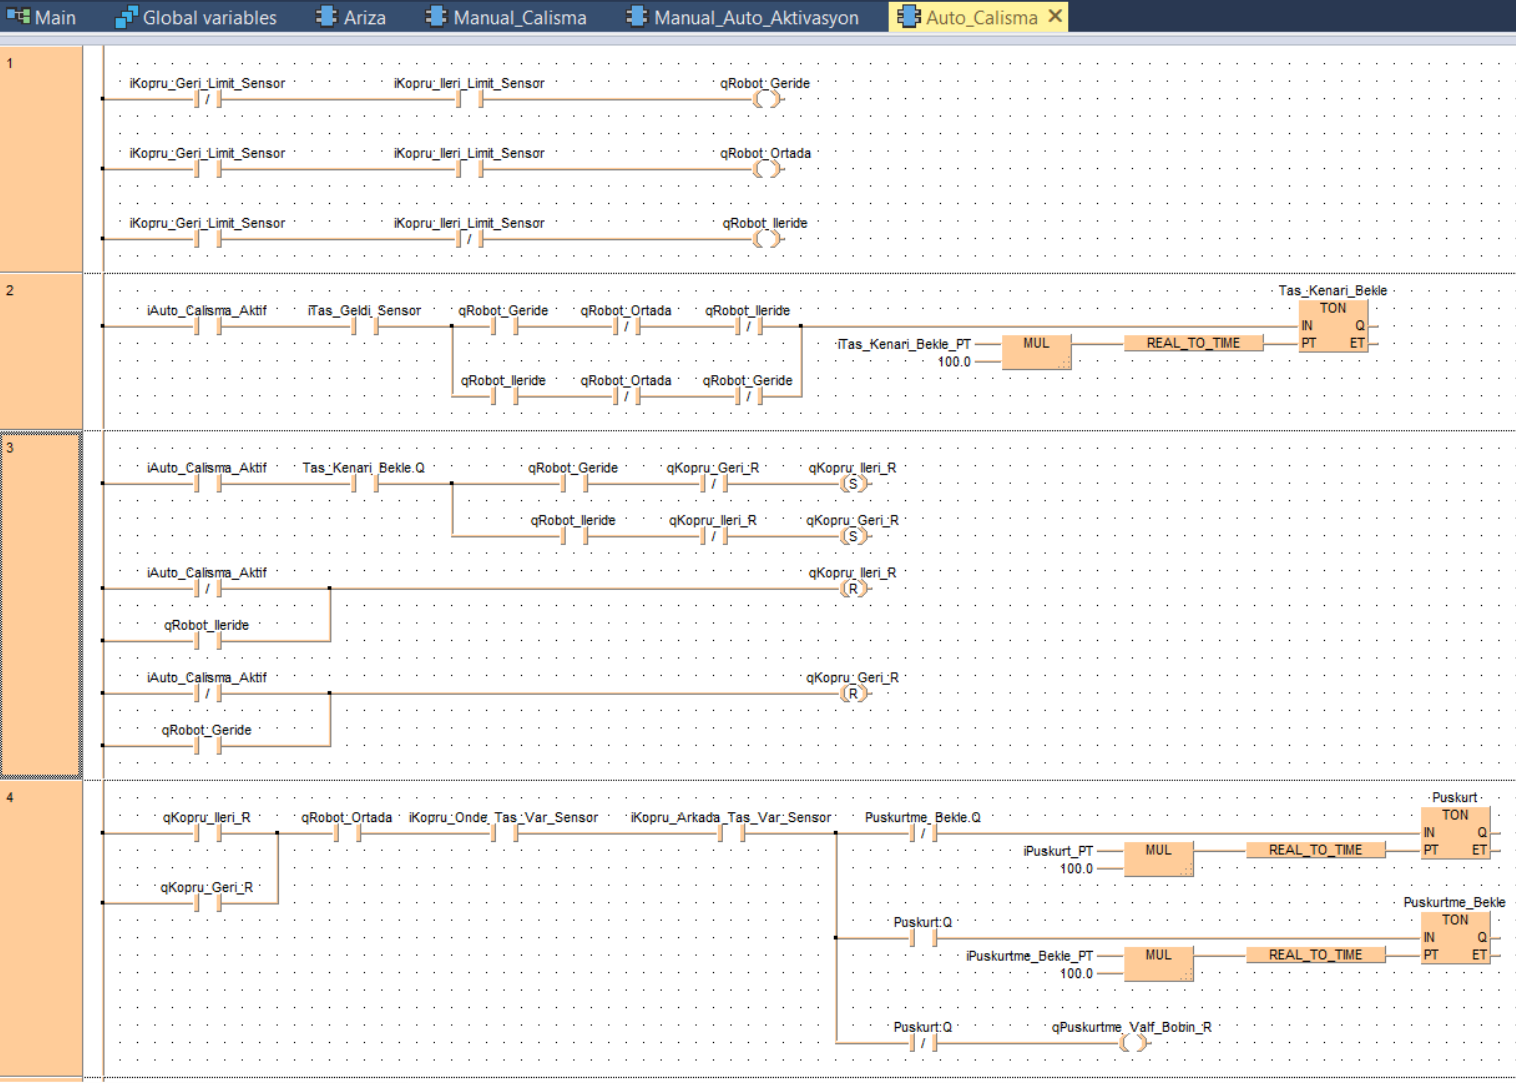 Main Global variables Ariza Manual_Calisma Manual_Auto_Aktivasyon Auto_Calisma
1
iKopru_Geri_Limit_Sensor iKopru_Ileri_Limit_Sensor qRobot_Geride
/
iKopru_Geri_Limit_Sensor iKopru_Ileri_Limit_Sensor qRobot_Ortada
iKopru_Geri_Limit_Sensor iKopru_Ileri_Limit_Sensor qRobot_Ileride
/
2
Tas_Kenari_Bekle
iAuto_Calisma_Aktif iTas_Geldi_Sensor qRobot_Geride qRobot_Ortada qRobot_Ileride TON
/ / IN Q
iTas_Kenari_Bekle_PT MUL REAL_TO_TIME PT ET
100.0
qRobot_Ileride qRobot_Ortada qRobot_Geride
/ /
3
iAuto_Calisma_Aktif Tas_Kenari_Bekle.Q qRobot_Geride qKopru_Geri_R qKopru_Ileri_R
/ S
qRobot_Ileride qKopru_Ileri_R qKopru_Geri_R
/ S
iAuto_Calisma_Aktif qKopru_Ileri_R
/ R
qRobot_Ileride
iAuto_Calisma_Aktif qKopru_Geri_R
/ R
qRobot_Geride
4
Puskurt
qKopru_Ileri_R qRobot_Ortada iKopru_Onde_Tas_Var_Sensor iKopru_Arkada_Tas_Var_Sensor Puskurtme_Bekle.Q TON
/ IN Q
iPuskurt_PT MUL REAL_TO_TIME PT ET
100.0
qKopru_Geri_R
Puskurtme_Bekle
Puskurt.Q TON
IN Q
iPuskurtme_Bekle_PT MUL REAL_TO_TIME PT ET
100.0
Puskurt.Q qPuskurtme_Valf_Bobin_R
/